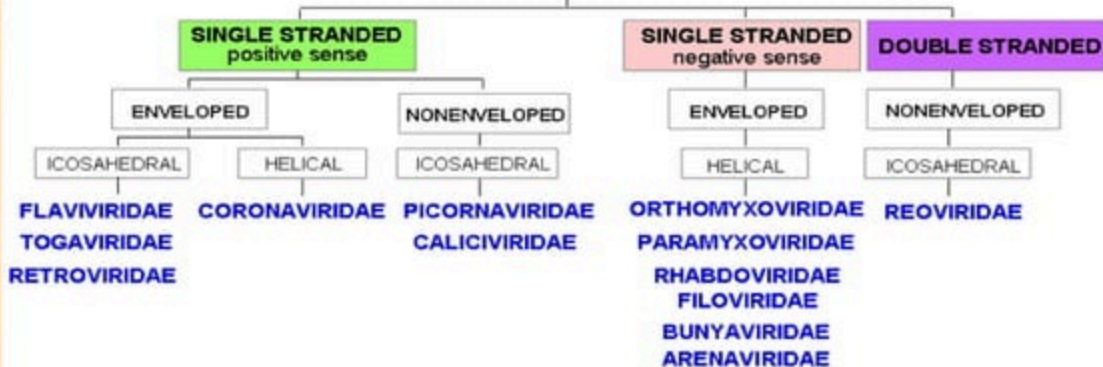 SINGLE STRANDED
positive sense
SINGLE STRANDED
negative sense
DOUBLE STRANDED
ENVELOPED
NONENVELOPED
ENVELOPED
NONENVELOPED
ICOSAHEDRAL
HELICAL
ICOSAHEDRAL
HELICAL
ICOSAHEDRAL
FLAVIVIRIDAE
TOGAVIRIDAE
RETROVIRIDAE
CORONAVIRIDAE
PICORNAVIRIDAE
CALICIVIRIDAE
ORTHOMYXOVIRIDAE
PARAMYXOVIRIDAE
RHABDOVIRIDAE
FILOVIRIDAE
BUNYAVIRIDAE
ARENAVIRIDAE
REOVIRIDAE